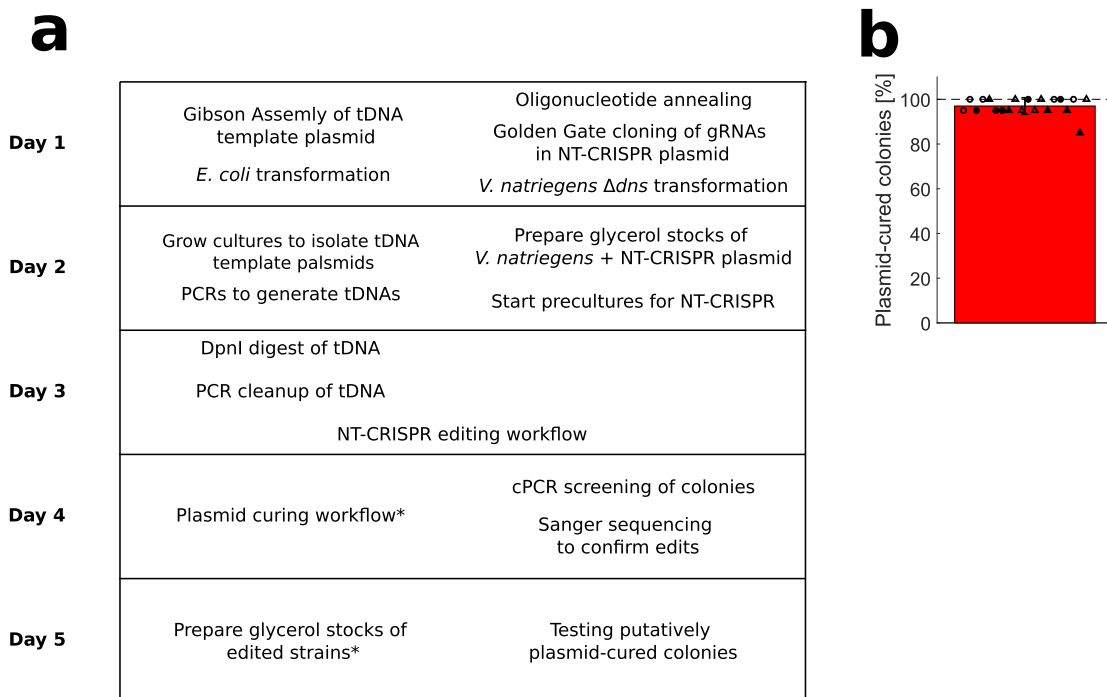 a
Day 1
Gibson Assemly of tDNA
template plasmid
E. coli transformation
Oligonucleotide annealing
Golden Gate cloning of gRNAs
in NT-CRISPR plasmid
V. natriegens Δdns transformation
Day 2
Grow cultures to isolate tDNA
template palsmids
PCRs to generate tDNAs
Prepare glycerol stocks of
V. natriegens + NT-CRISPR plasmid
Start precultures for NT-CRISPR
Day 3
DpnI digest of tDNA
PCR cleanup of tDNA
NT-CRISPR editing workflow
Day 4
Plasmid curing workflow*
cPCR screening of colonies
Sanger sequencing
to confirm edits
Day 5
Prepare glycerol stocks of
edited strains*
Testing putatively
plasmid-cured colonies
b
Plasmid-cured colonies [%]
100
80
60
40
20
0